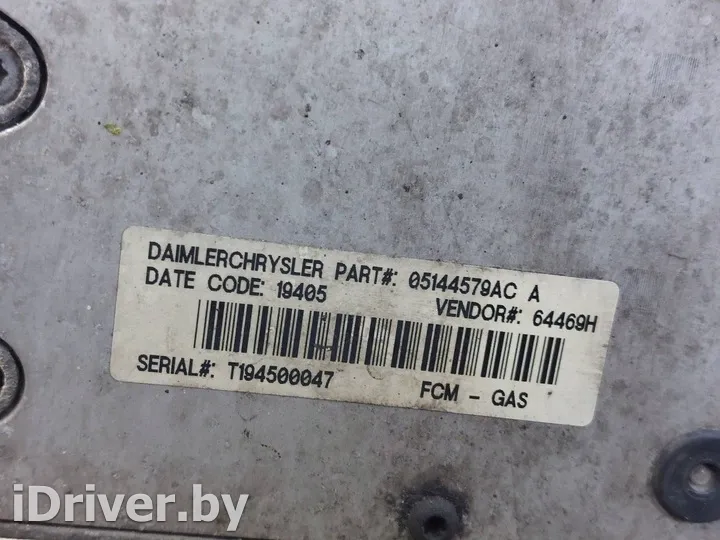 DAIMLERCHRYSLER PART#: 05144579AC A
DATE CODE: 19405 VENDOR#: 64469H
SERIAL#: T194500047 FCM - GAS
iDriver.by